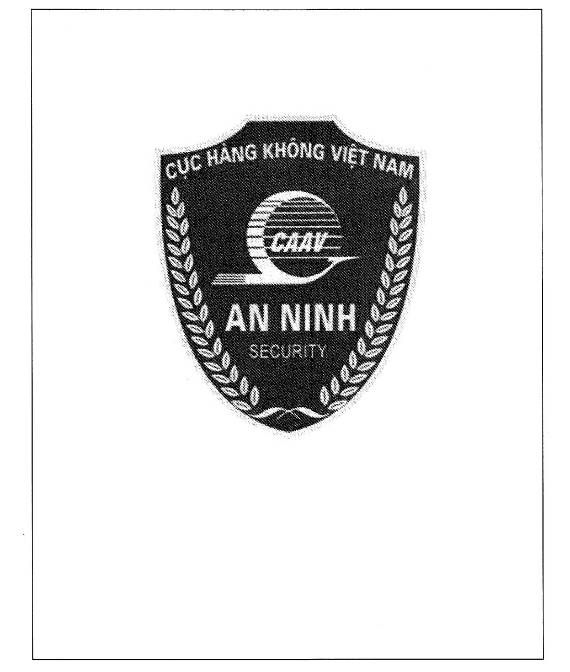 CỤC HÀNG KHÔNG VIỆT NAM
CAAV
AN NINH
SECURITY